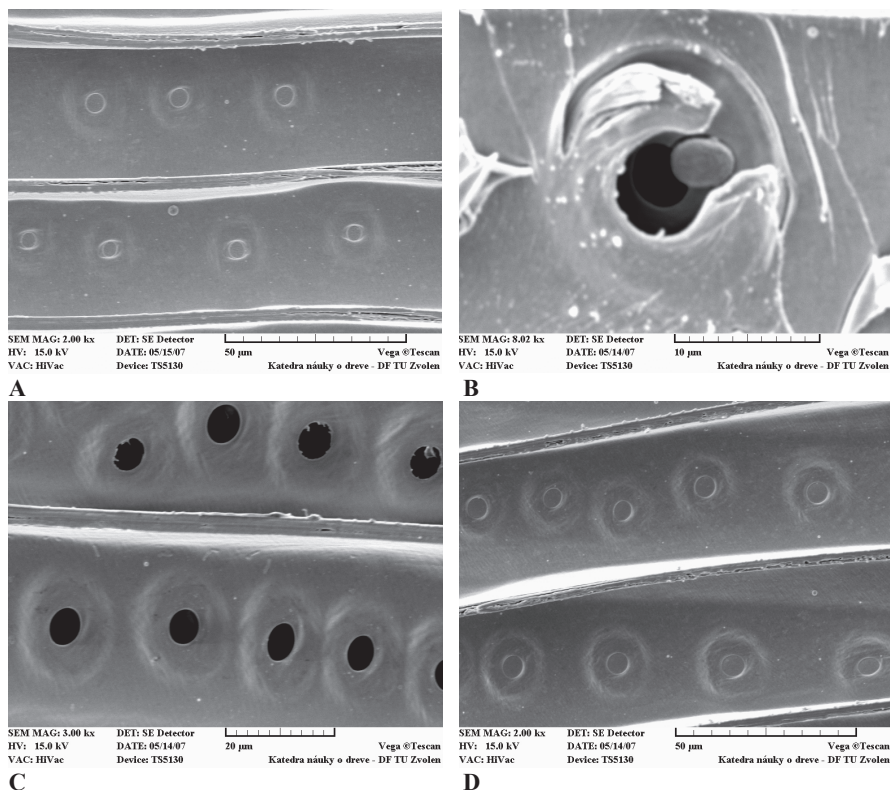 SEM MAG: 2.00 kx DET: SE Detector
HV: 15.0 kV DATE: 05/15/07 50 µm Vega ©Tescan
VAC: HiVac Device: TS5130 Katedra náuky o dreve - DF TU Zvolen
A
SEM MAG: 8.02 kx DET: SE Detector
HV: 15.0 kV DATE: 05/14/07 10 µm Vega ©Tescan
VAC: HiVac Device: TS5130 Katedra náuky o dreve - DF TU Zvolen
B
SEM MAG: 3.00 kx DET: SE Detector
HV: 15.0 kV DATE: 05/14/07 20 µm Vega ©Tescan
VAC: HiVac Device: TS5130 Katedra náuky o dreve - DF TU Zvolen
C
SEM MAG: 2.00 kx DET: SE Detector
HV: 15.0 kV DATE: 05/14/07 50 µm Vega ©Tescan
VAC: HiVac Device: TS5130 Katedra náuky o dreve - DF TU Zvolen
D